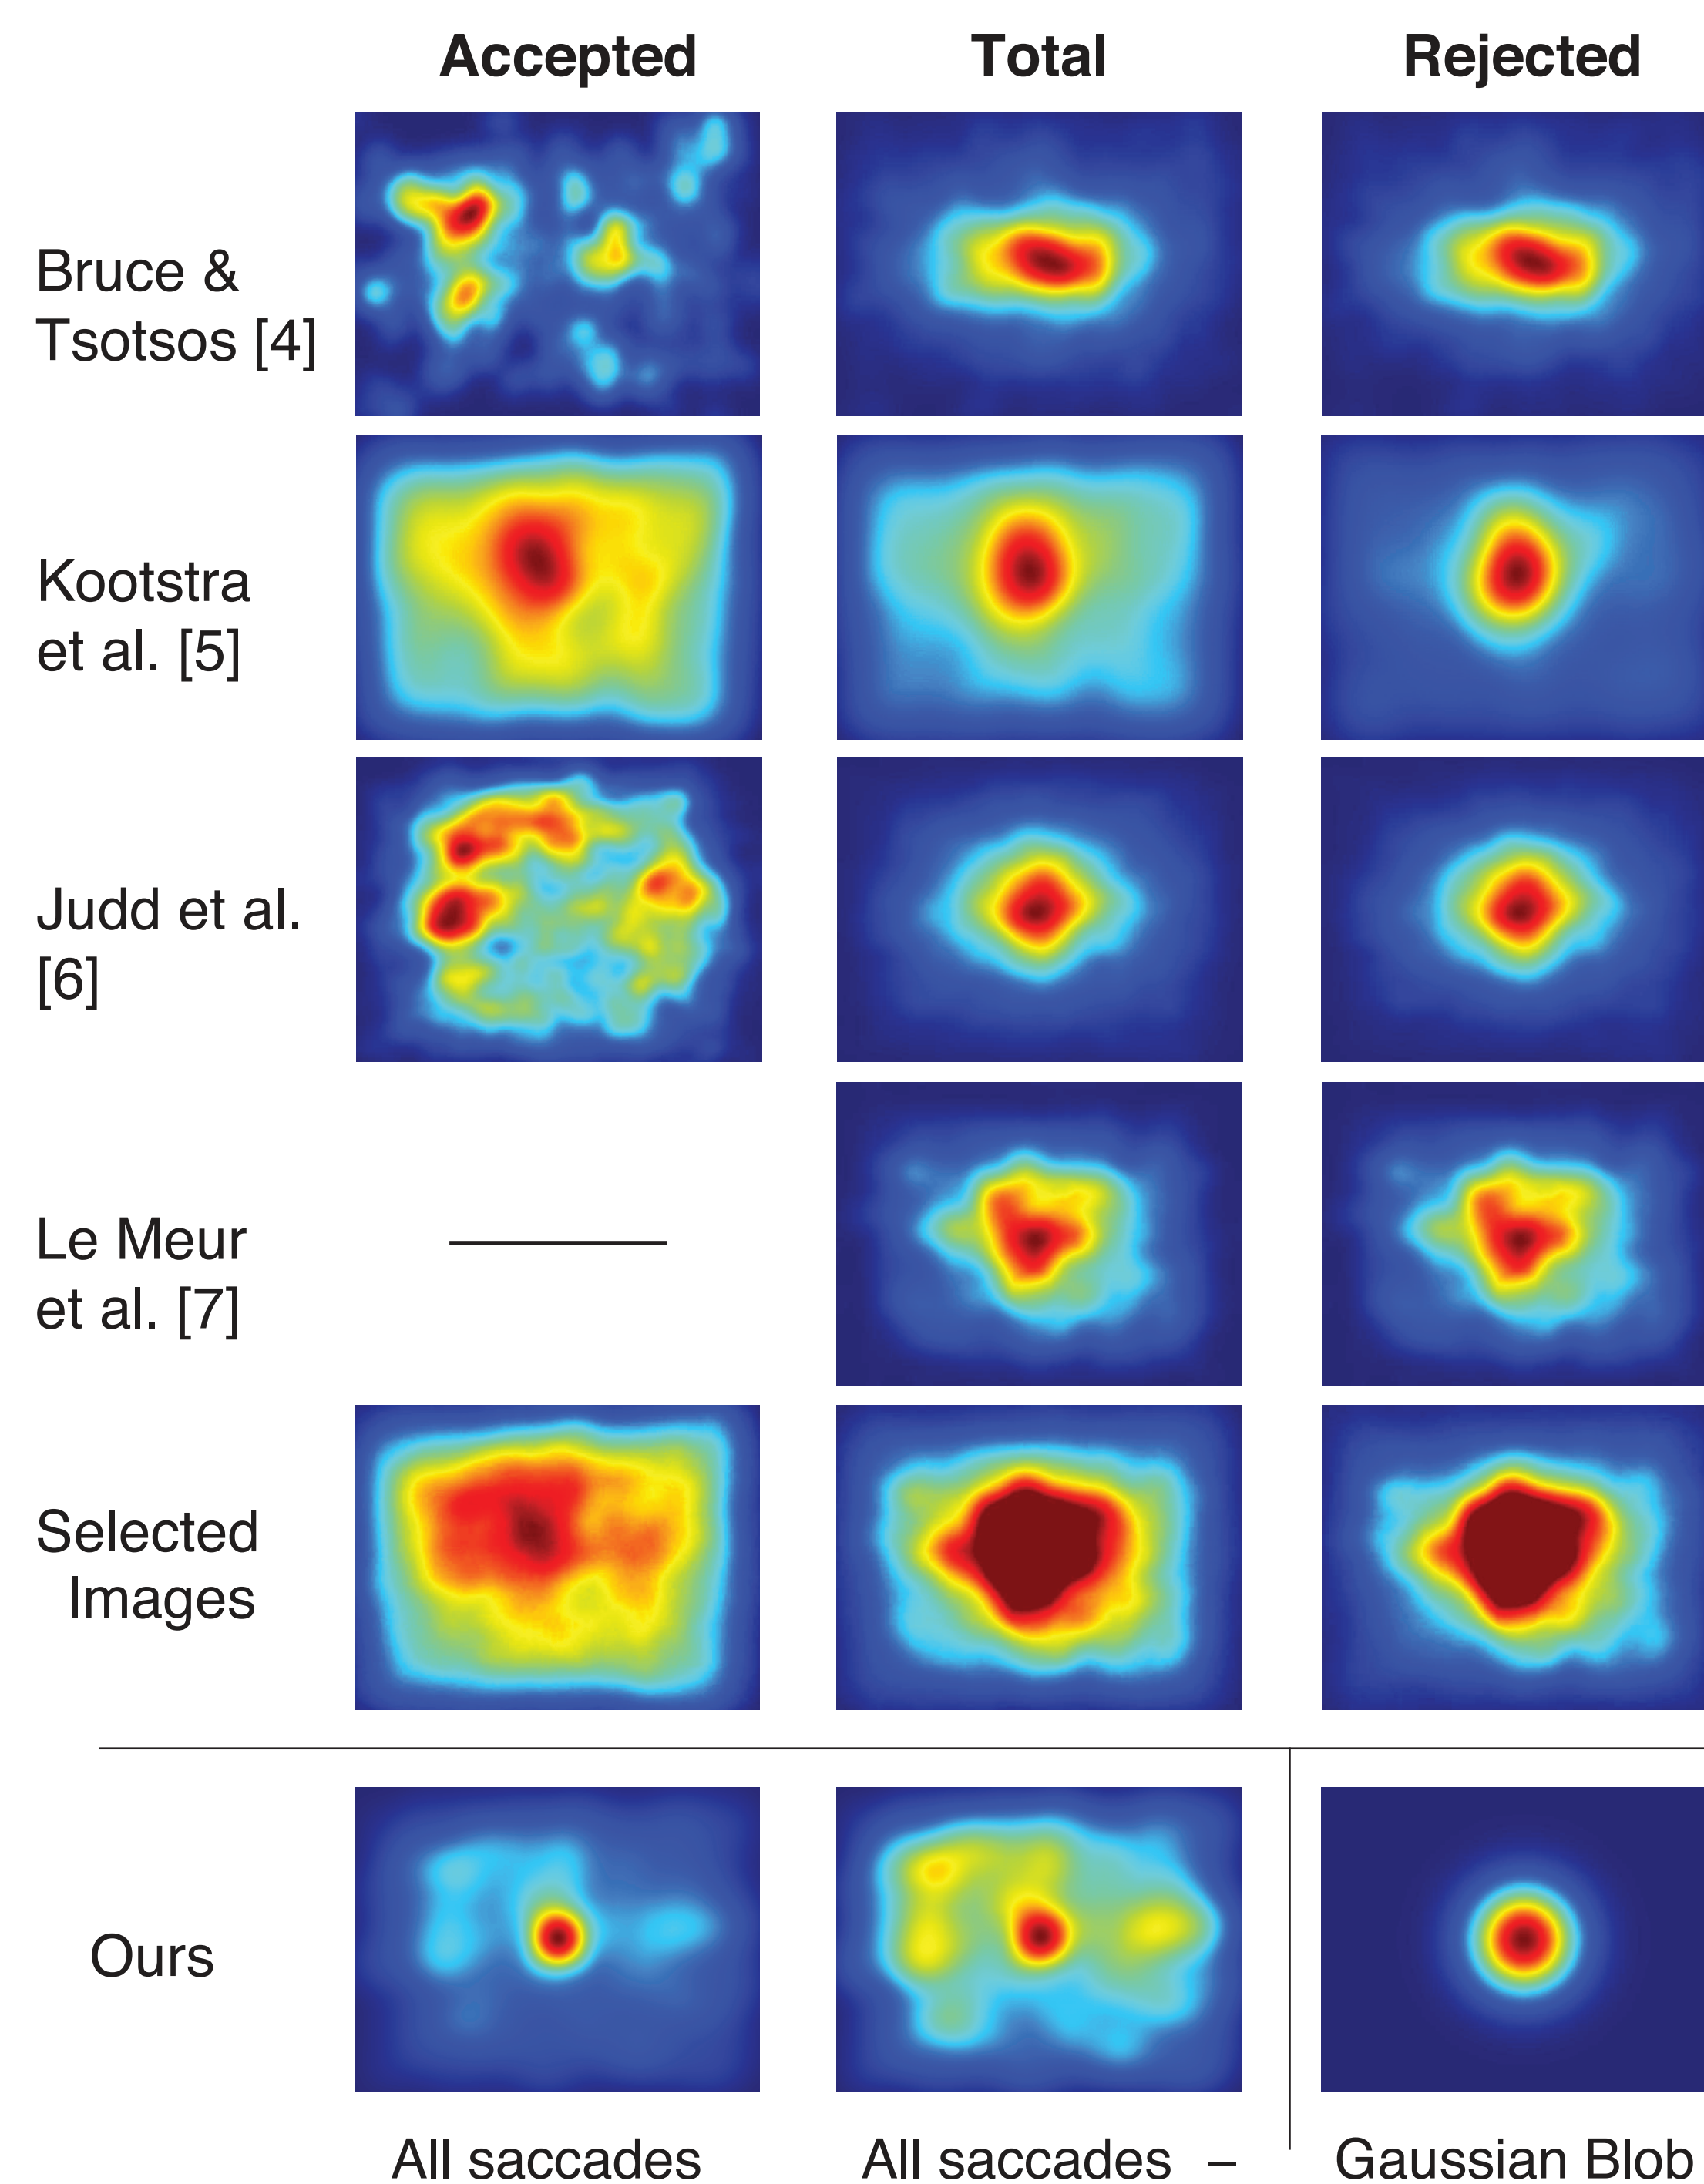 Accepted Total Rejected
Bruce &
Tsotsos [4]
Kootstra
et al. [5]
Judd et al.
[6]
Le Meur
et al. [7]
Selected
Images
Ours
All saccades All saccades – Gaussian Blob